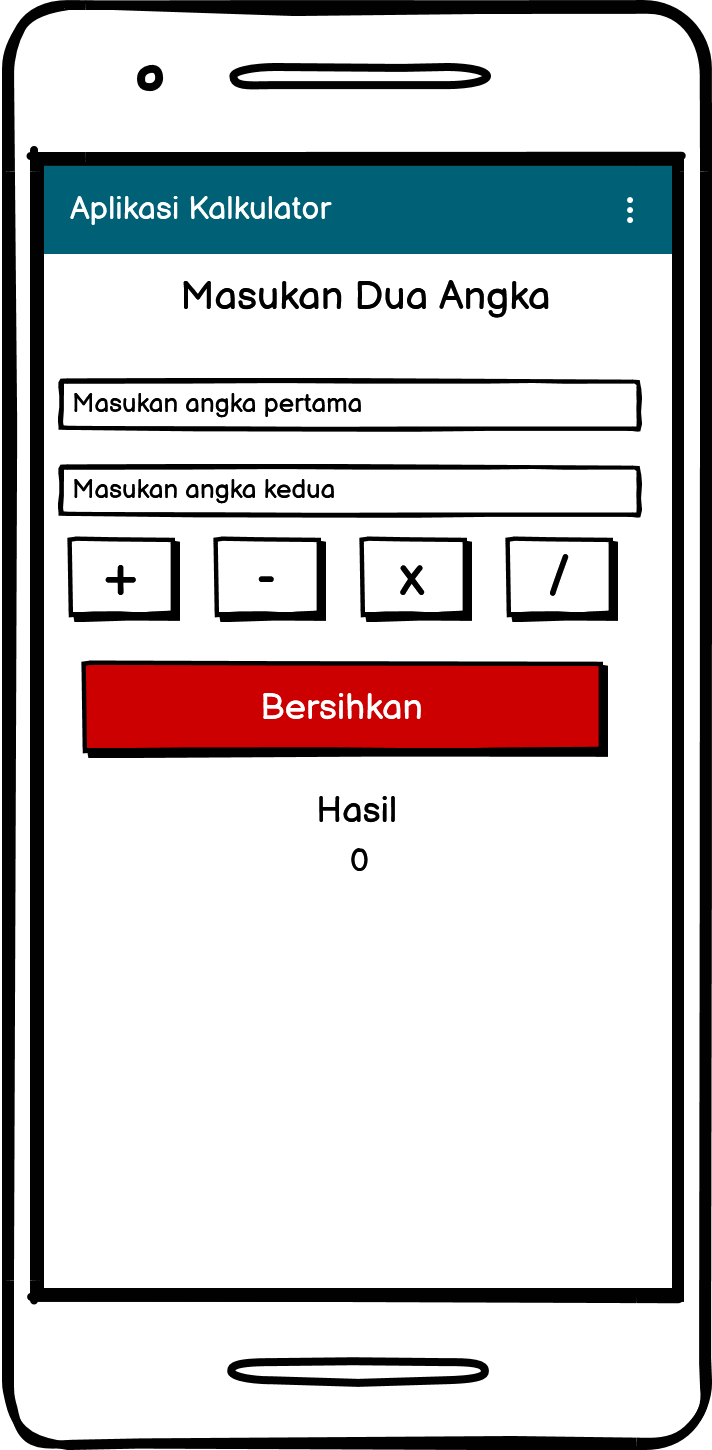 Aplikasi Kalkulator
Masukan Dua Angka
Masukan angka pertama
Masukan angka kedua
+ - x /
Bersihkan
Hasil
0